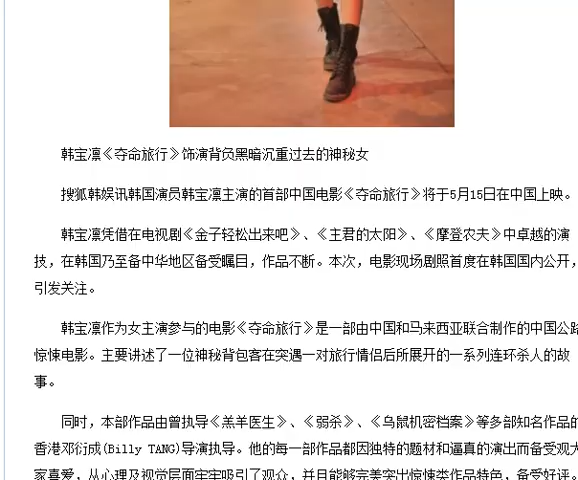 韩宝凛《夺命旅行》饰演背负黑暗沉重过去的神秘女
搜狐韩娱讯韩国演员韩宝凛主演的首部中国电影《夺命旅行》将于5月15日在中国上映。
韩宝凛凭借在电视剧《金子轻松出来吧》、《主君的太阳》、《摩登农夫》中卓越的演
技，在韩国乃至备中华地区备受瞩目，作品不断。本次，电影现场剧照首度在韩国国内公开，
引发关注。
韩宝凛作为女主演参与的电影《夺命旅行》是一部由中国和马来西亚联合制作的中国公路
惊悚电影。主要讲述了一位神秘背包客在突遇一对旅行情侣后所展开的一系列连环杀人的故
事。
同时，本部作品由曾执导《羔羊医生》、《弱杀》、《乌鼠机密档案》等多部知名作品的
香港邓衍成(Billy TANG)导演执导。他的每一部作品都因独特的题材和逼真的演出而备受观大
家喜爱，从心理及视觉层面牢牢吸引了观众，并且能够完美突出惊悚类作品特色，备受好评。